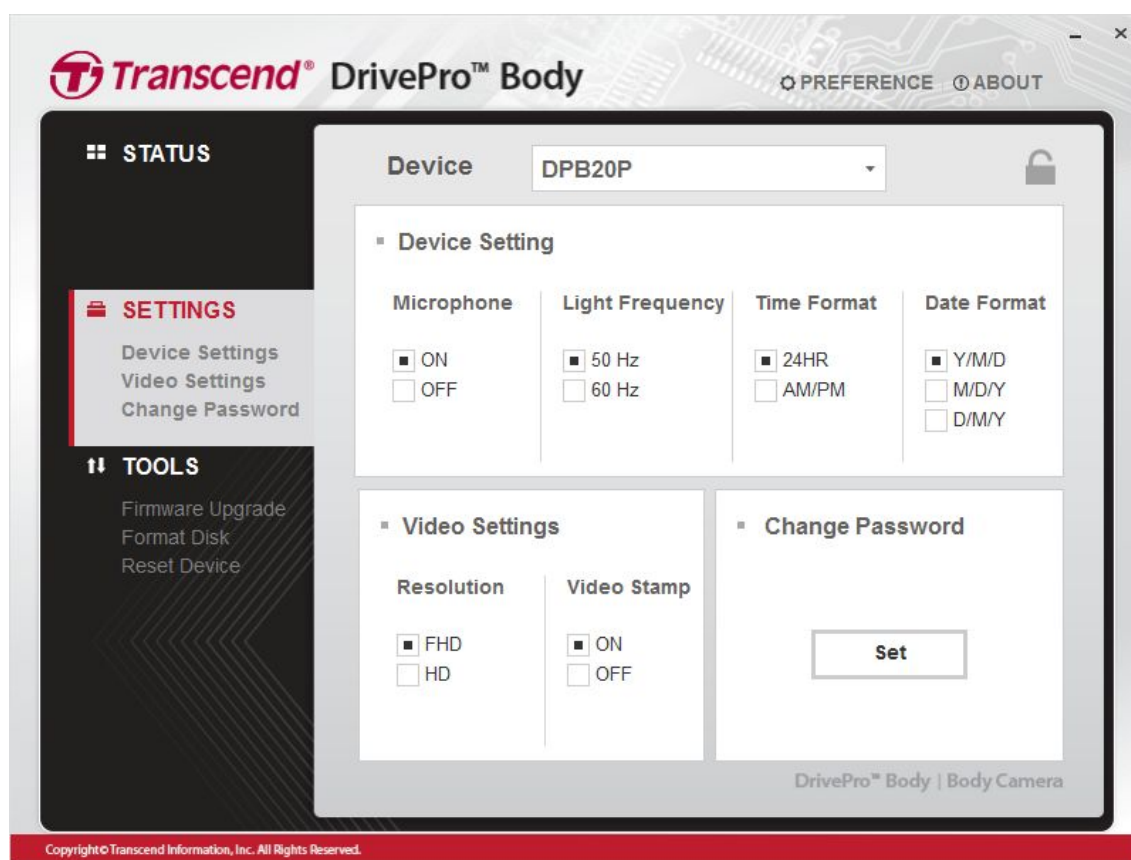 Transcend® DrivePro™ Body
PREFERENCE
ABOUT
STATUS
SETTINGS
Device Settings
Video Settings
Change Password
TOOLS
Firmware Upgrade
Format Disk
Reset Device
Device
DPB20P
Device Setting
Microphone
ON
OFF
Light Frequency
50 Hz
60 Hz
Time Format
24HR
AM/PM
Date Format
Y/M/D
M/D/Y
D/M/Y
Video Settings
Resolution
FHD
HD
Video Stamp
ON
OFF
Change Password
Set
DrivePro™ Body | Body Camera
Copyright©Transcend Information, Inc. All Rights Reserved.